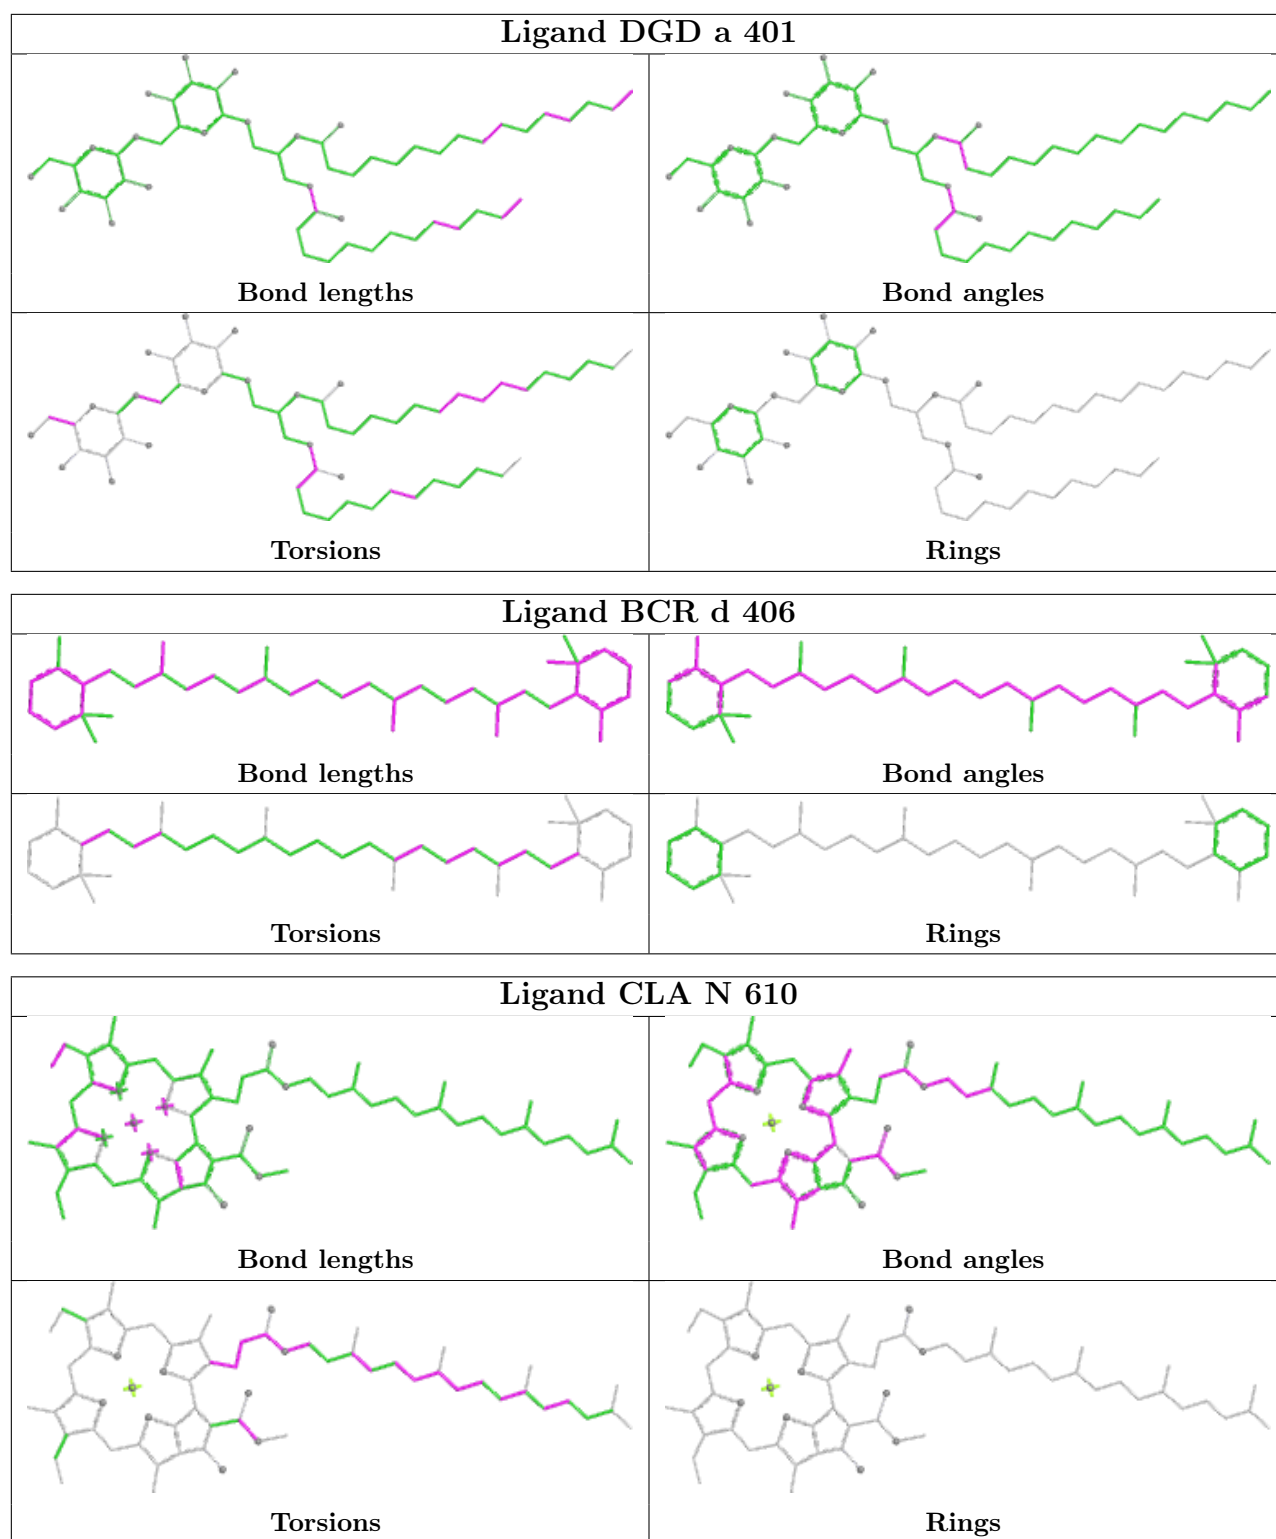 Ligand DGD a 401
Bond lengths
Bond angles
Torsions
Rings
Ligand BCR d 406
Bond lengths
Bond angles
Torsions
Rings
Ligand CLA N 610
Bond lengths
Bond angles
Torsions
Rings